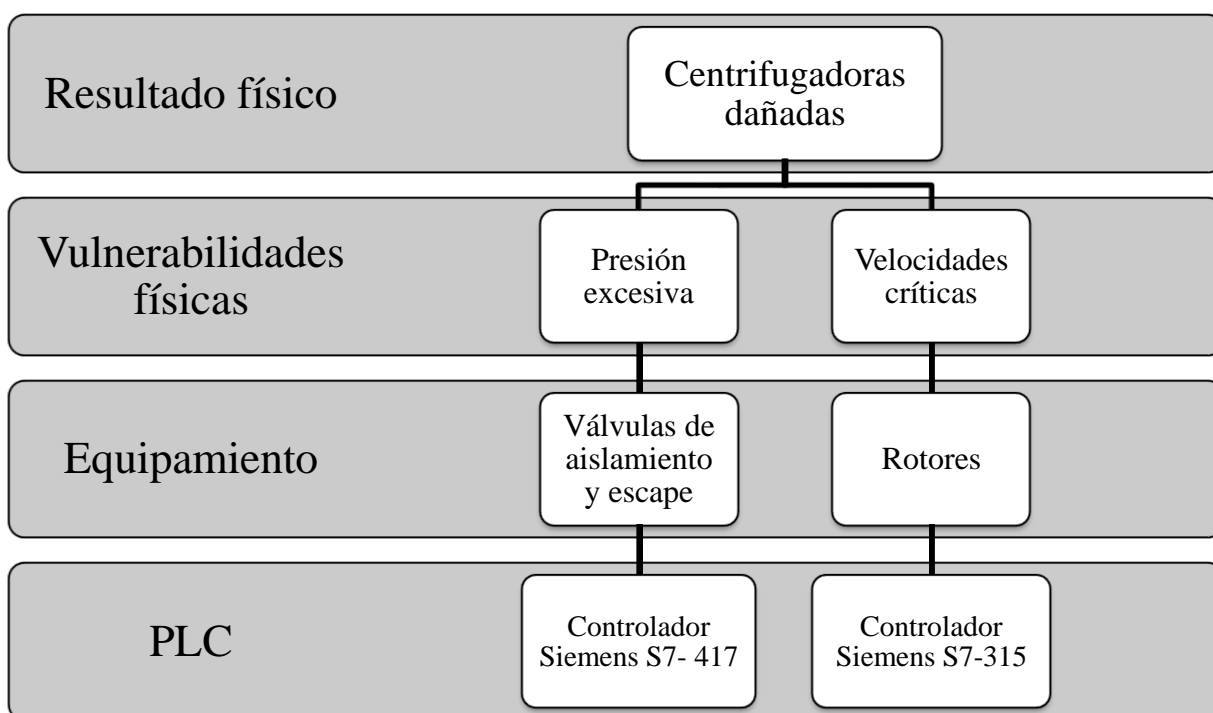 Resultado físico
Centrifugadoras
dañadas
Vulnerabilidades
físicas
Presión
excesiva
Velocidades
críticas
Equipamiento
Válvulas de
aislamiento
y escape
Rotores
PLC
Controlador
Siemens S7- 417
Controlador
Siemens S7-315